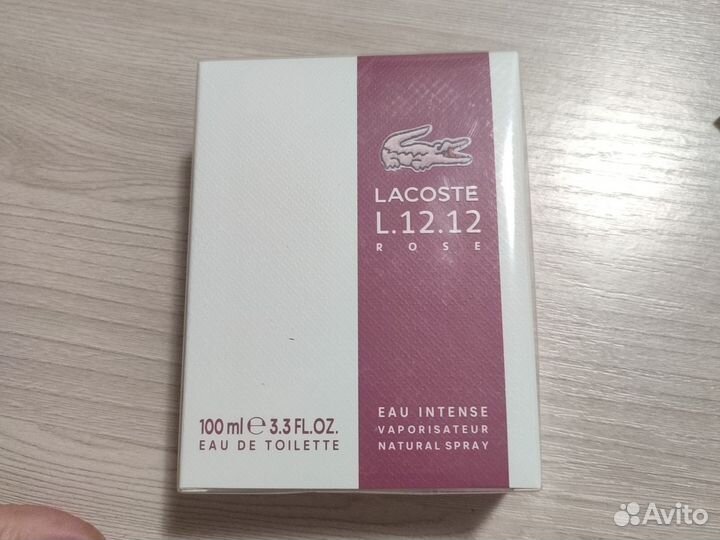 LACOSTE
L.12.12
ROSE
100 ml ℮ 3.3 FL.OZ.
EAU DE TOILETTE
EAU INTENSE
VAPORISATEUR
NATURAL SPRAY
Avito